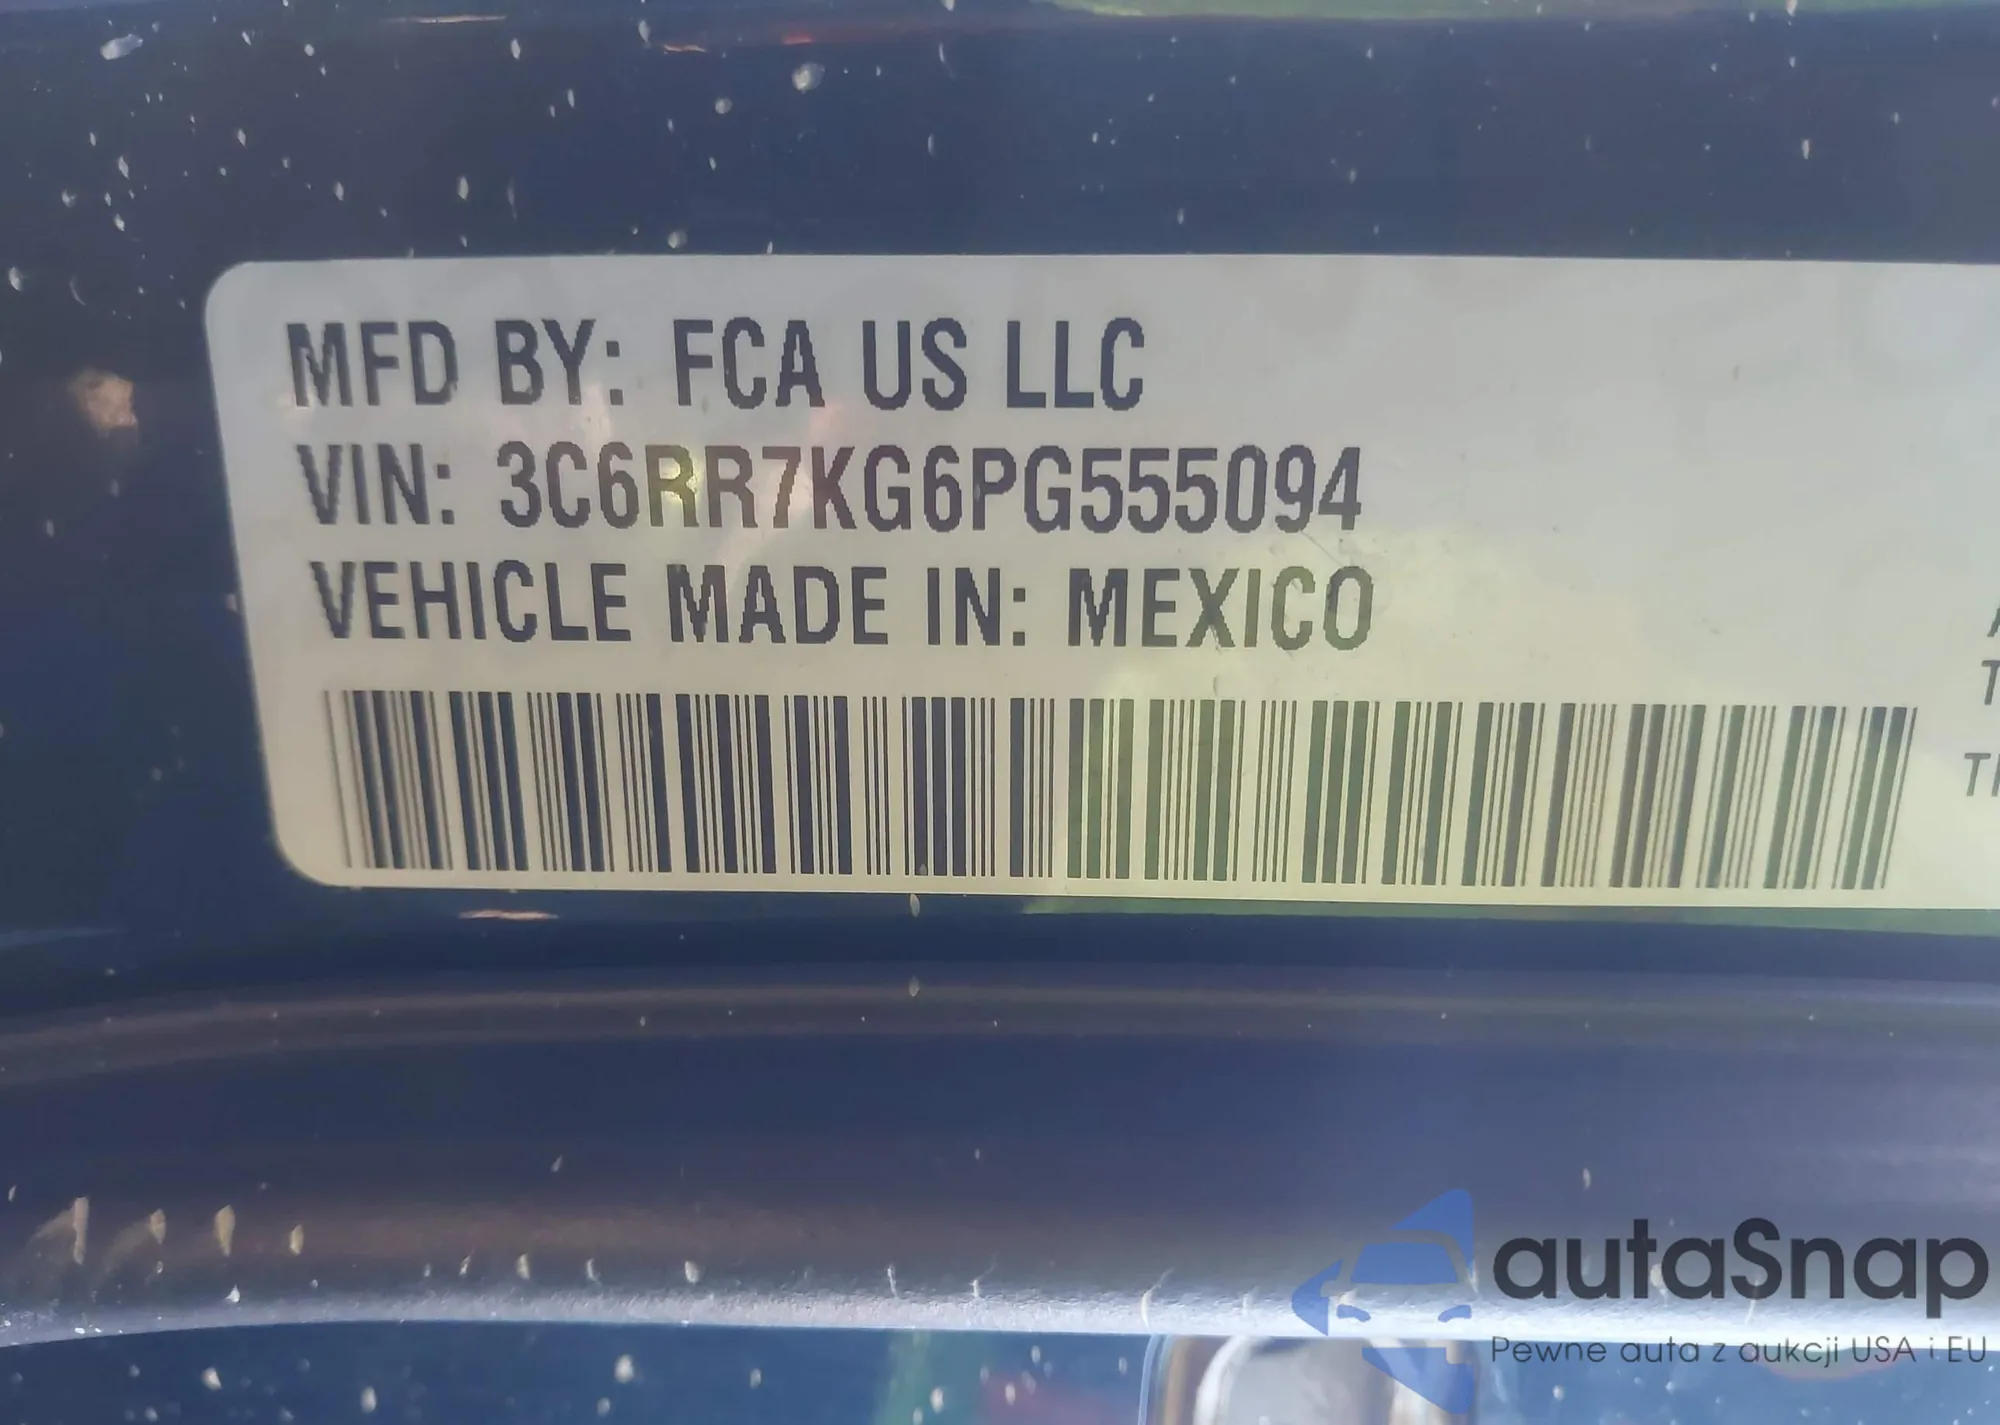 MFD BY: FCA US LLC
VIN: 3C6RR7KG6PG555094
VEHICLE MADE IN: MEXICO
T
autaSnap
Pewne auta z aukcji USA i EU